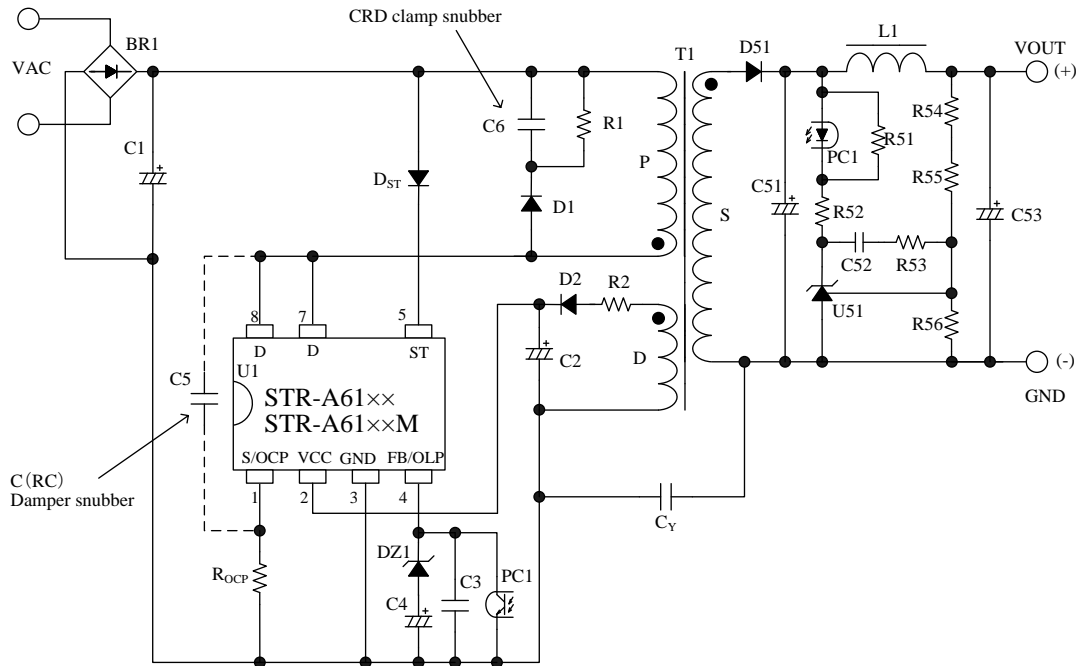 CRD clamp snubber
BR1
VAC
C1
C6
R1
T1
P
S
D51
L1
VOUT
(+)
PC1
R51
R54
R55
C51
R52
C53
C52
R53
U51
R56
(-)
GND
DST
D1
D2
R2
C2
D
8
7
5
D
D
ST
U1
STR-A61××
STR-A61××M
S/OCP
VCC
GND
FB/OLP
1
2
3
4
C5
C(RC)
Damper snubber
ROCP
DZ1
C4
C3
PC1
CY